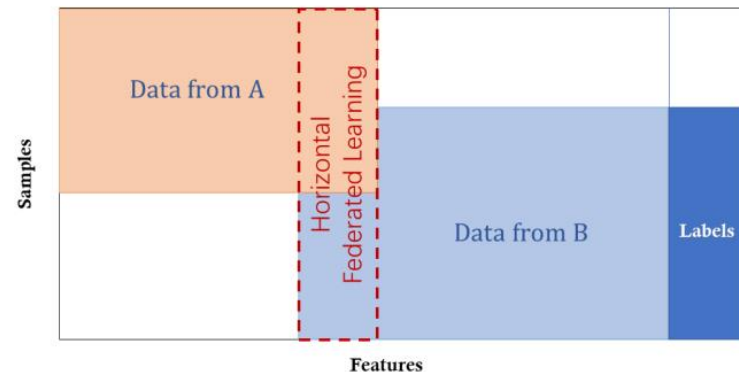 Data from A
Horizontal
Federated Learning
Samples
Data from B
Labels
Features